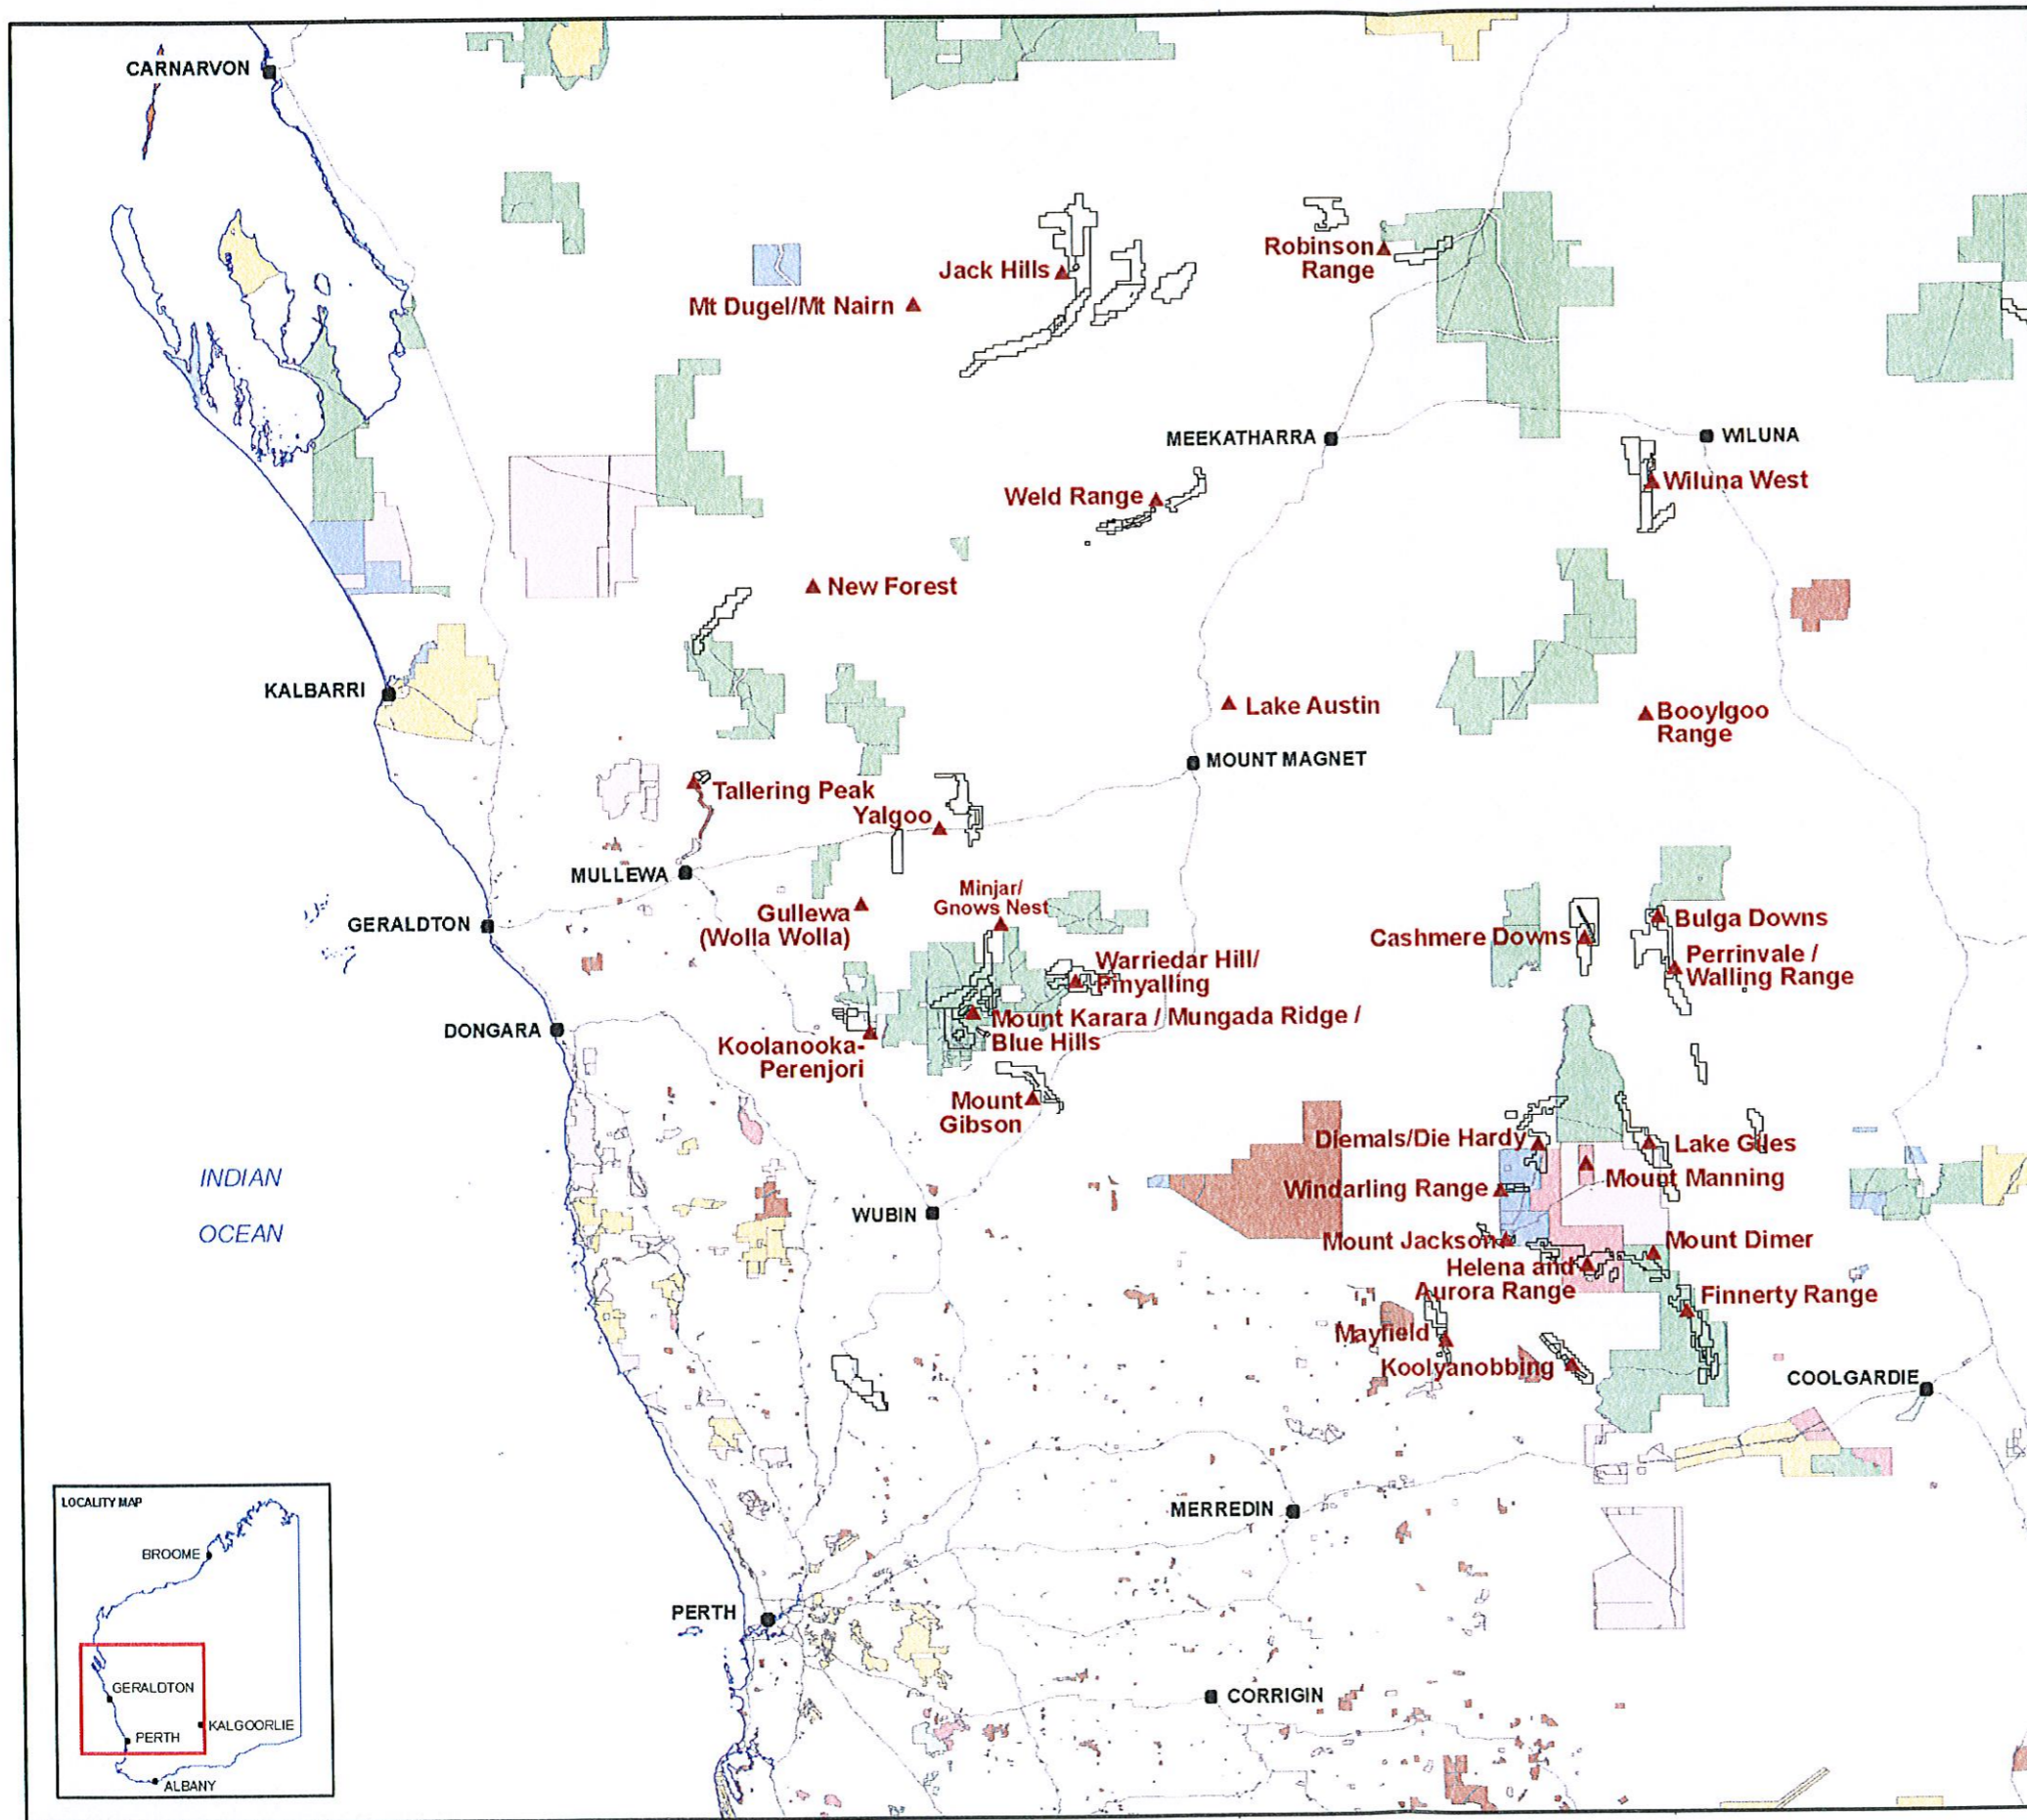 CARNARVON
Robinson
Range
Jack Hills
Mt Dugel/Mt Nairn
MEEKATHARRA
WILUNA
Weld Range
Wiluna West
New Forest
KALBARRI
Lake Austin
Booylgoo
Range
MOUNT MAGNET
Tallering Peak
Yalgoo
MULLEWA
Minjar/
Gnows Nest
Gullewa
(Wolla Wolla)
GERALDTON
Bulga Downs
Cashmere Downs
Perrinvale /
Walling Range
Warriedar Hill/
Pinyalling
Mount Karara / Mungada Ridge /
Blue Hills
DONGARA
Koolanooka-
Perenjori
Mount
Gibson
Diemals/Die Hardy
Lake Giles
Mount Manning
INDIAN
OCEAN
Windarling Range
WUBIN
Mount Jackson
Mount Dimer
Helena and
Aurora Range
Finnerty Range
Mayfield
Koolyanobbing
COOLGARDIE
MERREDIN
PERTH
CORRIGIN
LOCALITY MAP
BROOME
GERALDTON
KALGOORLIE
PERTH
ALBANY